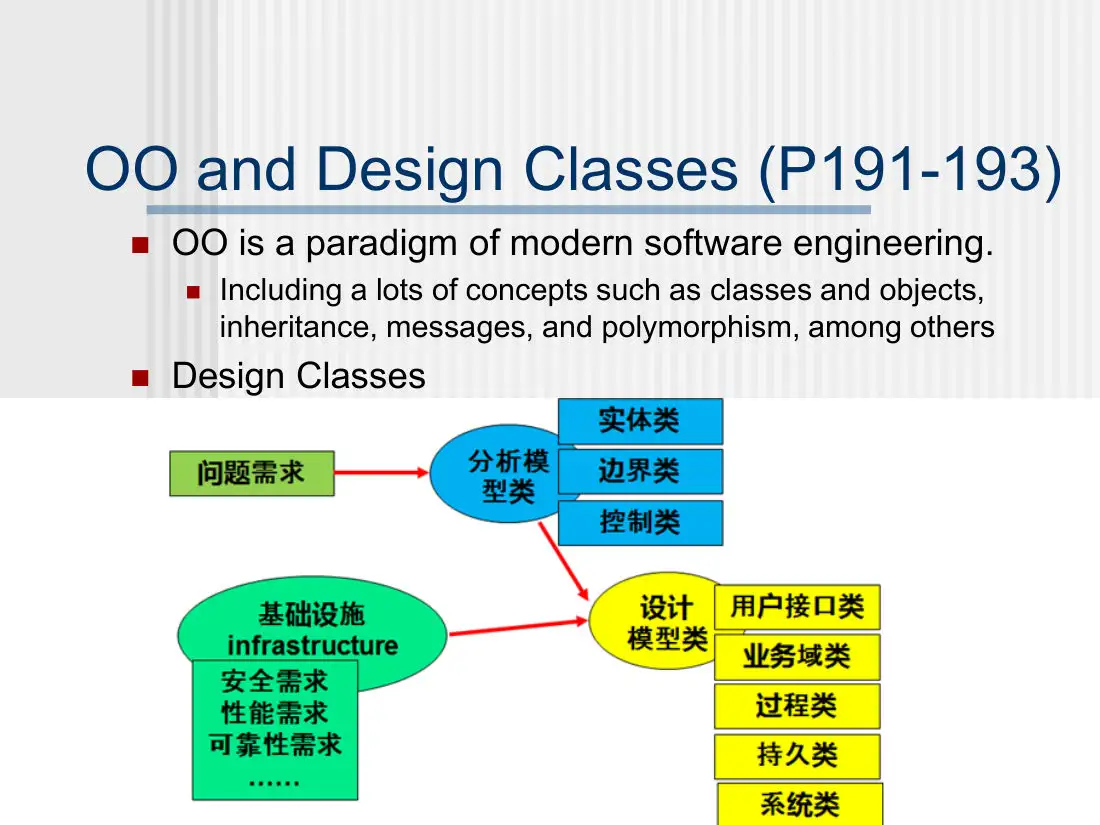 OO and Design Classes (P191-193)
OO is a paradigm of modern software engineering.
Including a lots of concepts such as classes and objects,
inheritance, messages, and polymorphism, among others
Design Classes
问题需求
分析模
型类
实体类
边界类
控制类
基础设施
infrastructure
安全需求
性能需求
可靠性需求
......
设计
模型类
用户接口类
业务域类
过程类
持久类
系统类